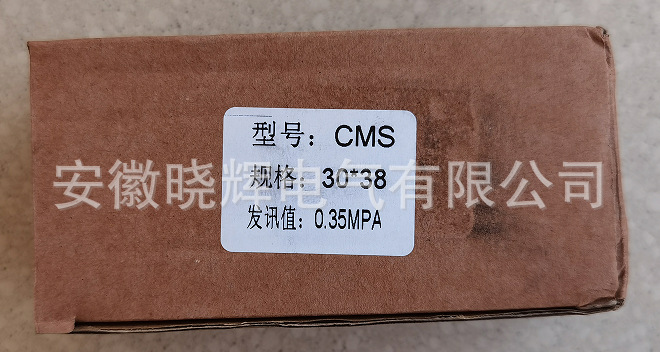 型号：CMS
安徽晓辉电气有限公司
规格：30*38
发讯值：0.35MPA